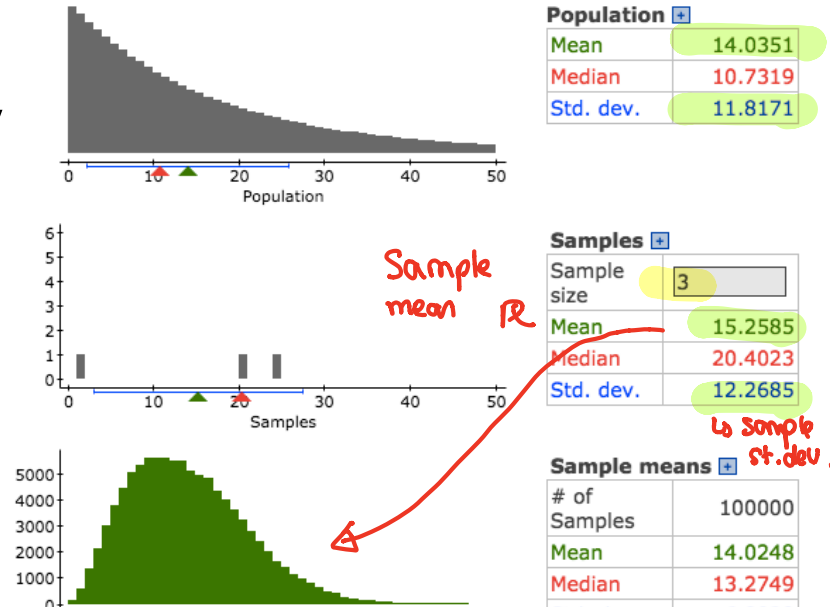 Population +
Mean 14.0351
Median 10.7319
Std. dev. 11.8171
0 10 20 30 40 50
Population
6
5
4
3
2
1
0
0 10 20 30 40 50
Samples
Sample
mean
Samples +
Sample
size
3
Mean 15.2585
Median 20.4023
Std. dev. 12.2685
↳ sample
st.dev.
5000
4000
3000
2000
1000
0
Sample means +
# of
Samples
100000
Mean 14.0248
Median 13.2749